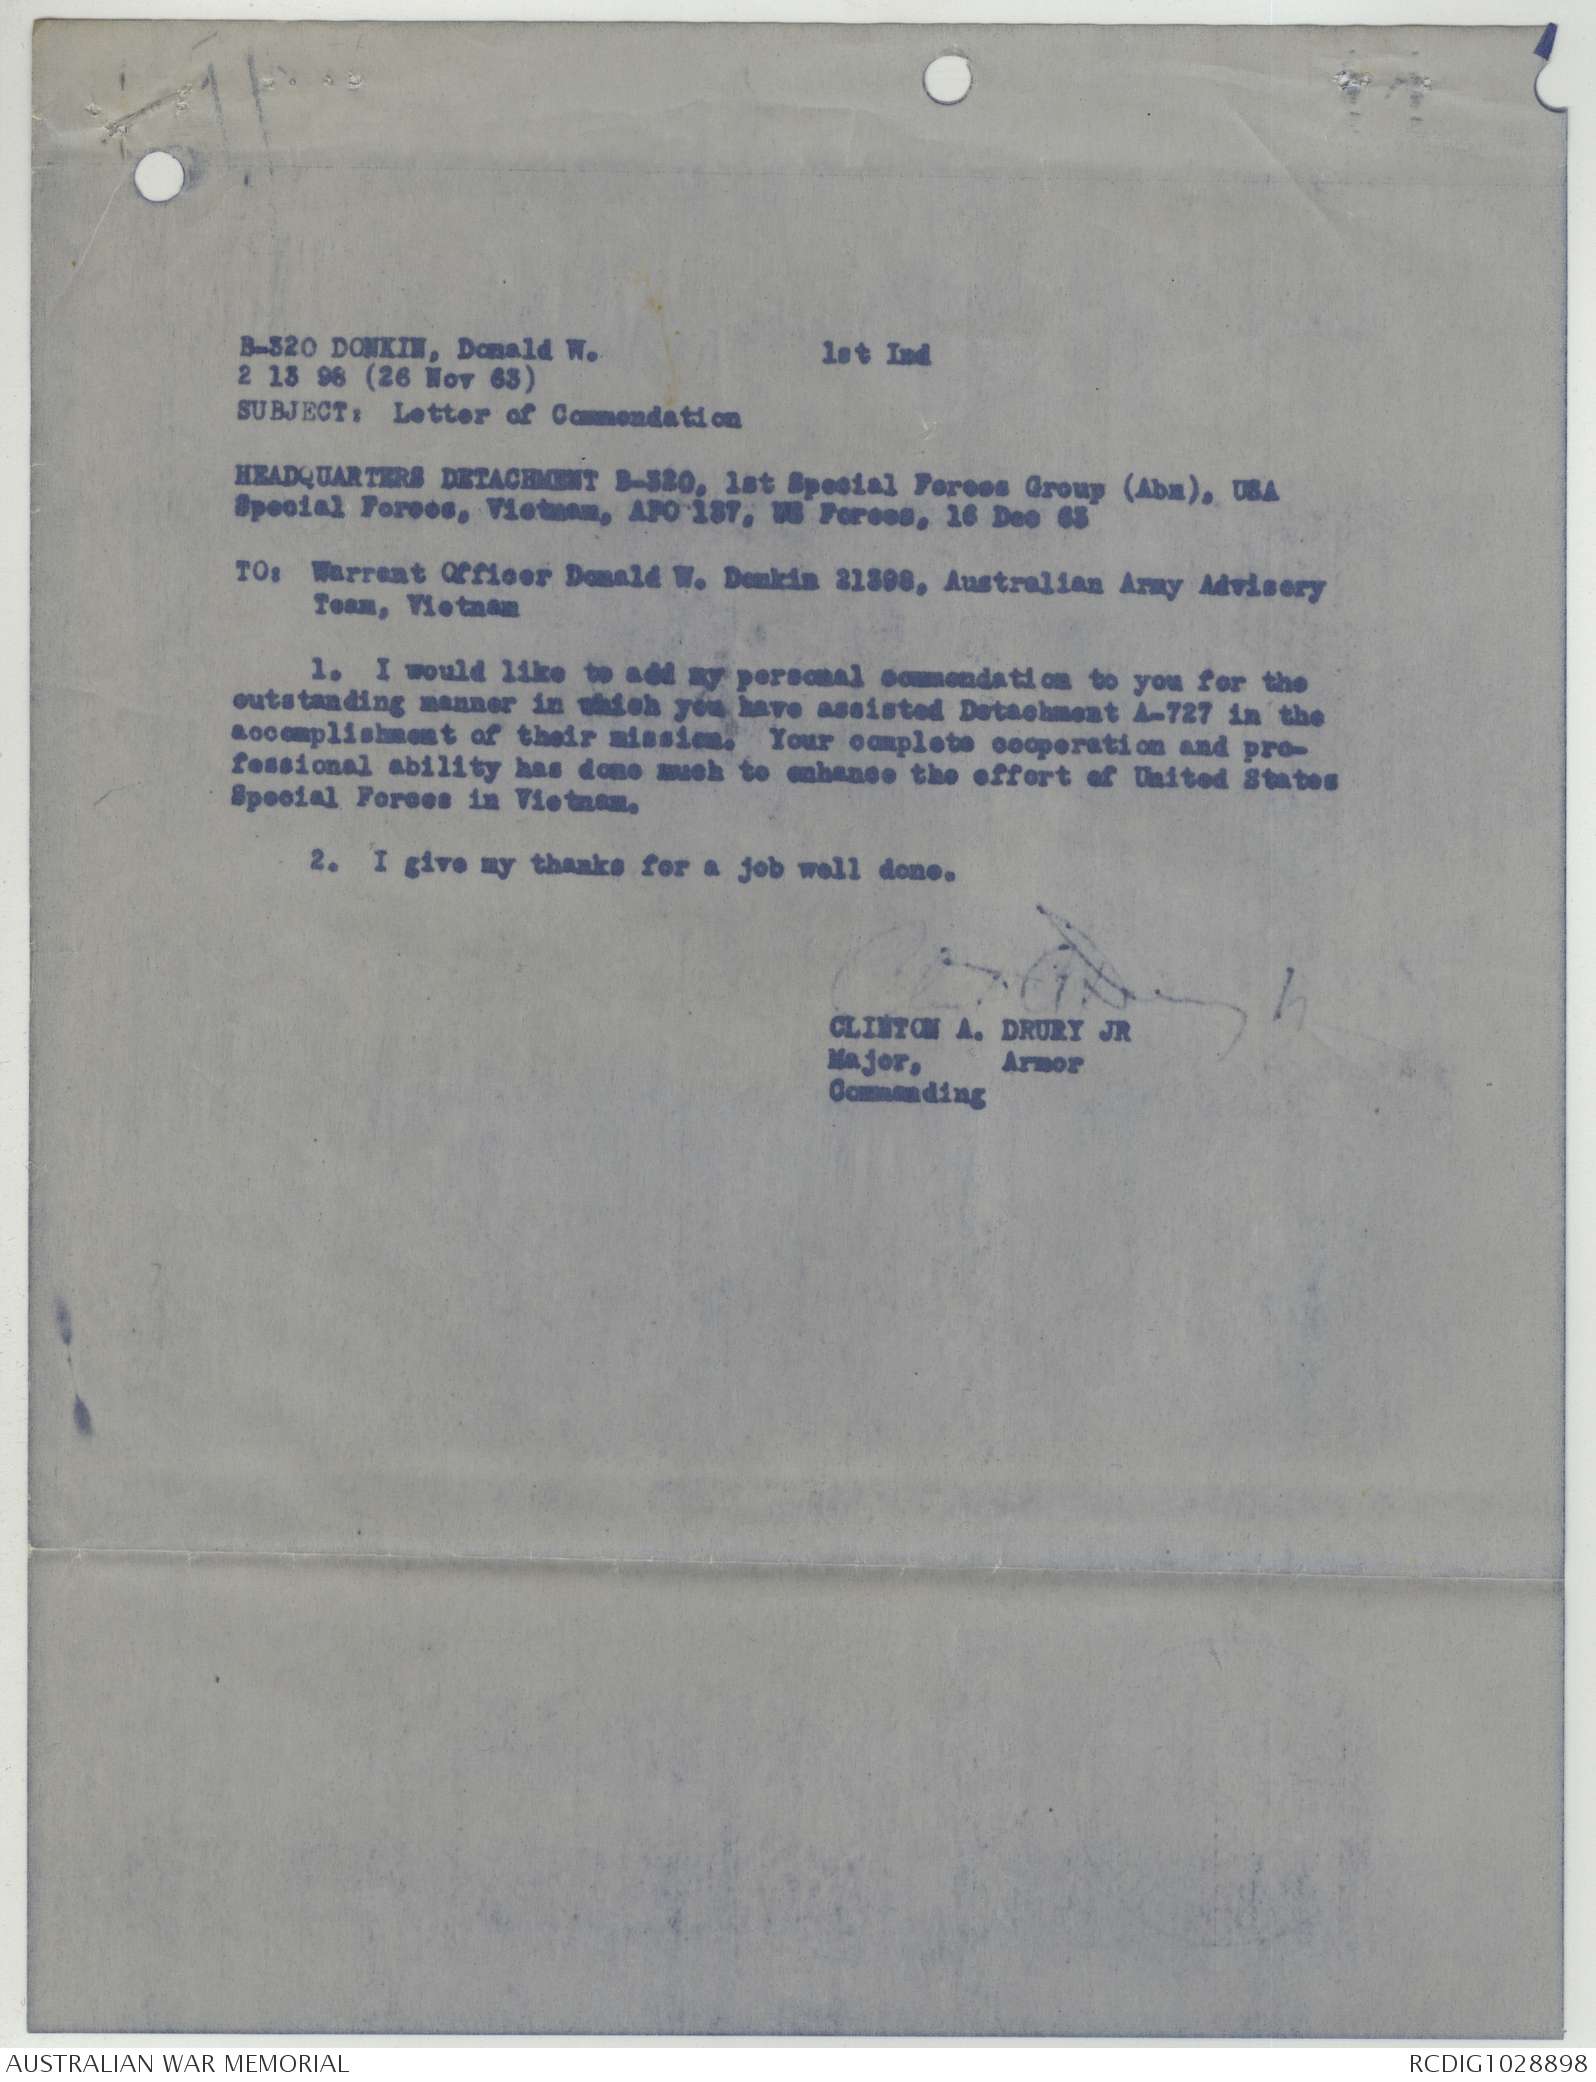 B-320 DONKIN, Donald W. 1st Ind
2 13 98 (26 Nov 63)
SUBJECT: Letter of Commendation
HEADQUARTERS DETACHMENT B-320, 1st Special Forces Group (Abn), USA
Special Forces, Vietnam, APO 137, US Forces, 16 Dec 63
TO: Warrant Officer Donald W. Donkin 21398, Australian Army Advisory
Team, Vietnam
1. I would like to add my personal commendation to you for the
outstanding manner in which you have assisted Detachment A-727 in the
accomplishment of their mission. Your complete cooperation and pro-
fessional ability has done much to enhance the effort of United States
Special Forces in Vietnam.
2. I give my thanks for a job well done.
CLINTON A. DRURY JR
Major, Armor
Commanding
AUSTRALIAN WAR MEMORIAL RCDIG1028898